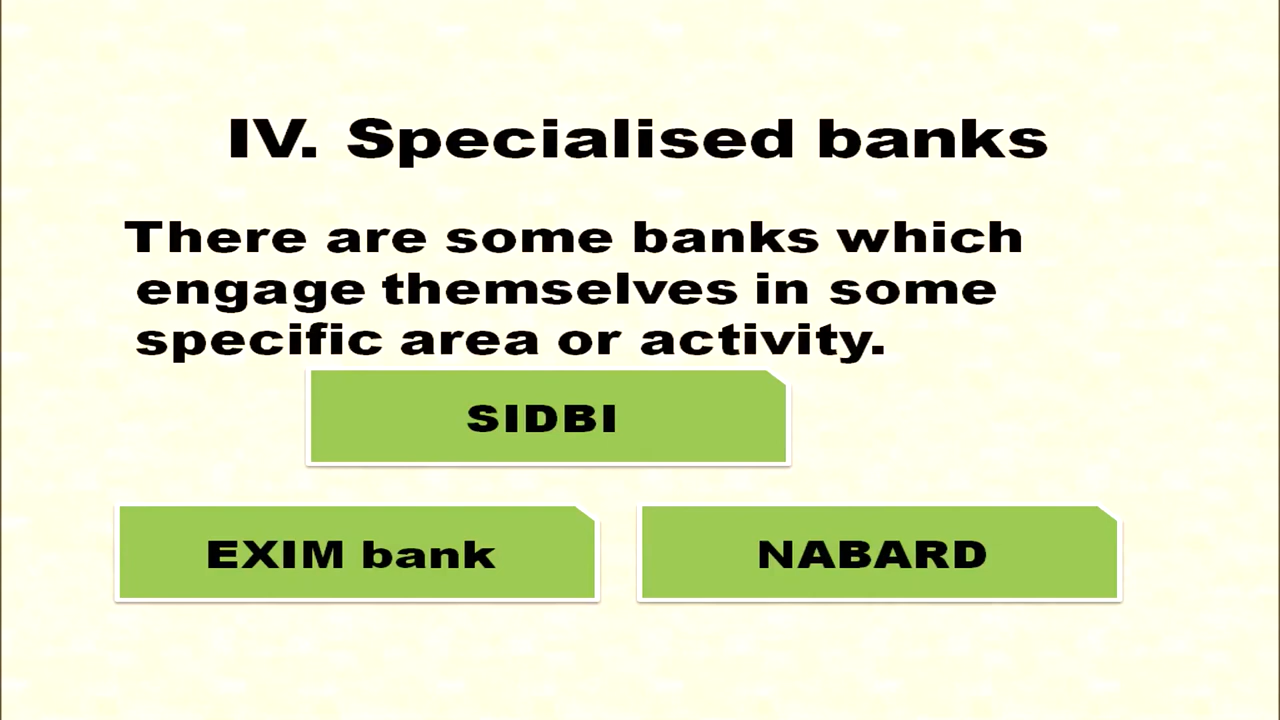 IV. Specialised banks
There are some banks which
engage themselves in some
specific area or activity.
SIDBI
EXIM bank
NABARD